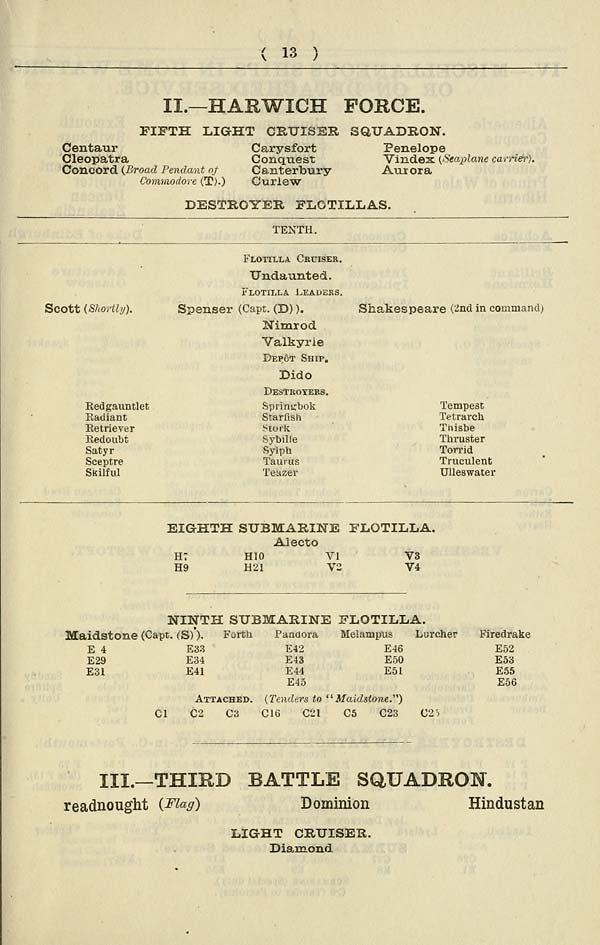 ( 13 )
II.—HARWICH FORCE.
FIFTH LIGHT CRUISER SQUADRON.
Centaur Carysfort Penelope
Cleopatra Conquest Vindex (Seaplane carrier).
Concord (Broad Pendant of Canterbury Aurora
Commodore (T).) Curlew
DESTROYER FLOTILLAS.
TENTH.
FLOTILLA CRUISER.
Undaunted.
FLOTILLA LEADERS.
Scott (Shortly). Spenser (Capt. (D) ). Shakespeare (2nd in command)
Nimrod
Valkyrie
DEPÔT SHIP.
Dido
DESTROYERS.
Redgauntlet Springbok Tempest
Radiant Starfish Tetrarch
Retriever Stork Thisbe
Redoubt Sybille Thruster
Satyr Sylph Torrid
Sceptre Taurus Truculent
Skilful Teazer Ulleswater
EIGHTH SUBMARINE FLOTILLA.
Alecto
H7 H10 V1 V3
H9 H21 V2 V4
NINTH SUBMARINE FLOTILLA.
Maidstone (Capt. (S) ). Forth Pandora Melampus Lurcher Firedrake
E 4 E33 E42 E46 E52
E29 E34 E43 E50 E53
E31 E41 E44 E51 E55
E45 E56
ATTACHED. (Tenders to "Maidstone.")
C1 C2 C3 C16 C21 C5 C23 C25
III.—THIRD BATTLE SQUADRON.
readnought (Flag) Dominion Hindustan
LIGHT CRUISER.
Diamond